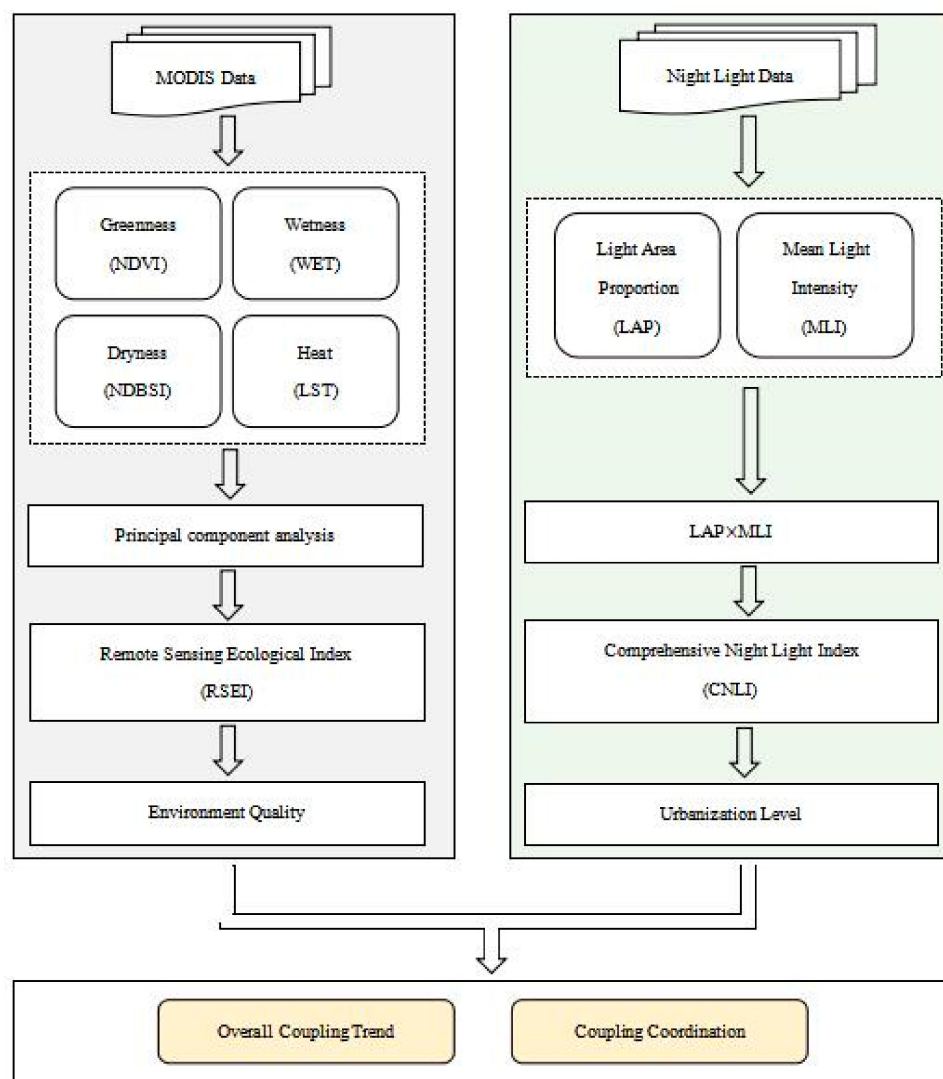 MODIS Data
Greenness
(NDVI)
Wetness
(WET)
Dryness
(NDBSI)
Heat
(LST)
Principal component analysis
Remote Sensing Ecological Index
(RSEI)
Environment Quality
Night Light Data
Light Area
Proportion
(LAP)
Mean Light
Intensity
(MLI)
LAP×MLI
Comprehensive Night Light Index
(CNLI)
Urbanization Level
Overall Coupling Trend
Coupling Coordination